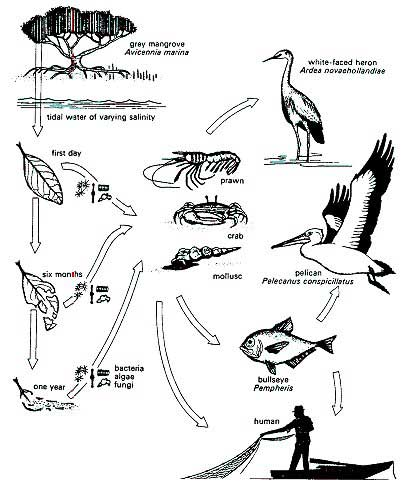 grey mangrove
Avicennia marina
white-faced heron
Ardea novaehollandiae
tidal water of varying salinity
first day
prawn
crab
six months
mollusc
pelican
Pelecanus conspicillatus
bacteria
algae
fungi
one year
bullseye
Pempheris
human